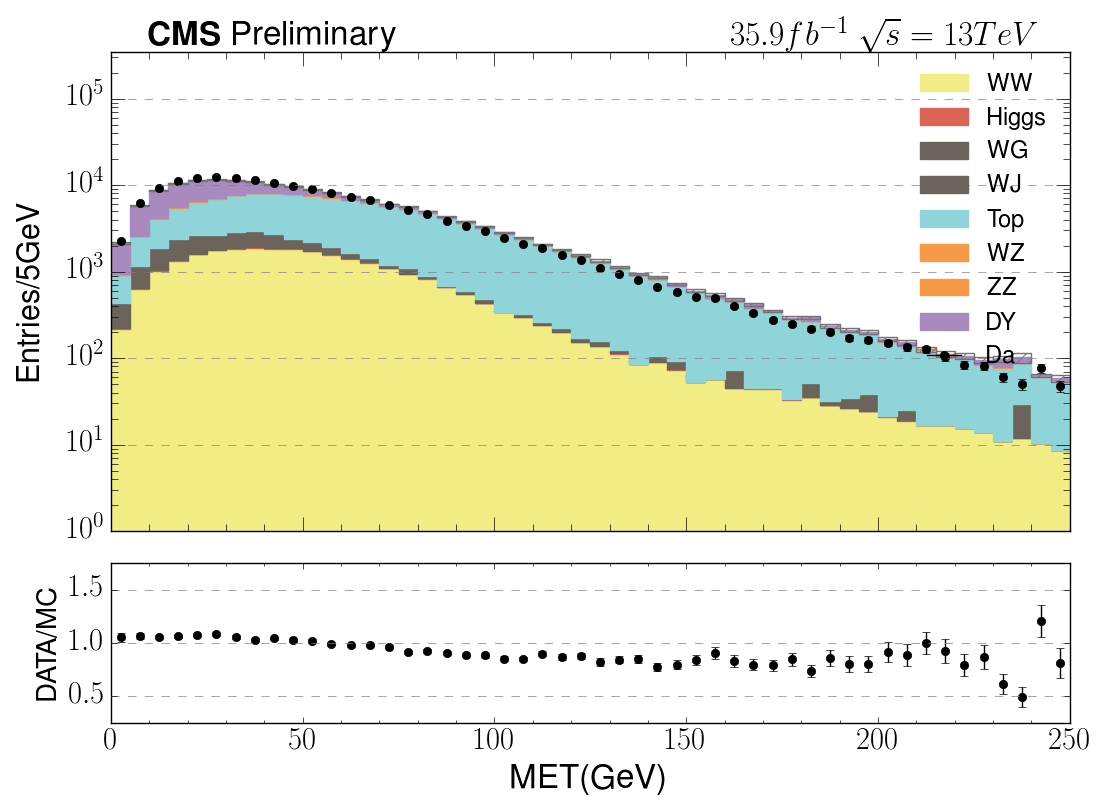 CMS Preliminary
35.9fb⁻¹ √s = 13TeV
Entries/5GeV
10⁵
10⁴
10³
10²
10¹
10⁰
WW
Higgs
WG
WJ
Top
WZ
ZZ
DY
Da
DATA/MC
1.5
1.0
0.5
0 50 100 150 200 250
MET(GeV)